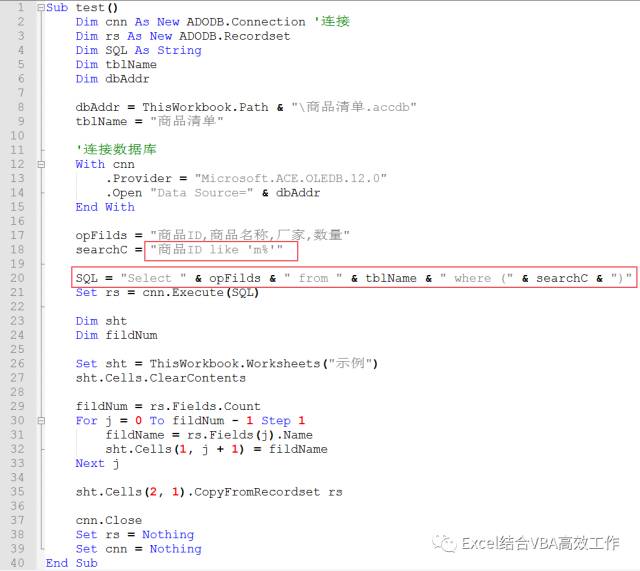 1 Sub test()
2 Dim cnn As New ADODB.Connection '连接
3 Dim rs As New ADODB.Recordset
4 Dim SQL As String
5 Dim tblName
6 Dim dbAddr
7
8 dbAddr = ThisWorkbook.Path & "\商品清单.accdb"
9 tblName = "商品清单"
10
11 '连接数据库
12 With cnn
13 .Provider = "Microsoft.ACE.OLEDB.12.0"
14 .Open "Data Source=" & dbAddr
15 End With
16
17 opFilds = "商品ID,商品名称,厂家,数量"
18 searchC = "商品ID like 'm%'"
19
20 SQL = "Select " & opFilds & " from " & tblName & " where (" & searchC & ")"
21 Set rs = cnn.Execute(SQL)
22
23 Dim sht
24 Dim fildNum
25
26 Set sht = ThisWorkbook.Worksheets("示例")
27 sht.Cells.ClearContents
28
29 fildNum = rs.Fields.Count
30 For j = 0 To fildNum - 1 Step 1
31 fildName = rs.Fields(j).Name
32 sht.Cells(1, j + 1) = fildName
33 Next j
34
35 sht.Cells(2, 1).CopyFromRecordset rs
36
37 cnn.Close
38 Set rs = Nothing
39 Set cnn = Nothing
40 End Sub
Excel结合VBA高效工作